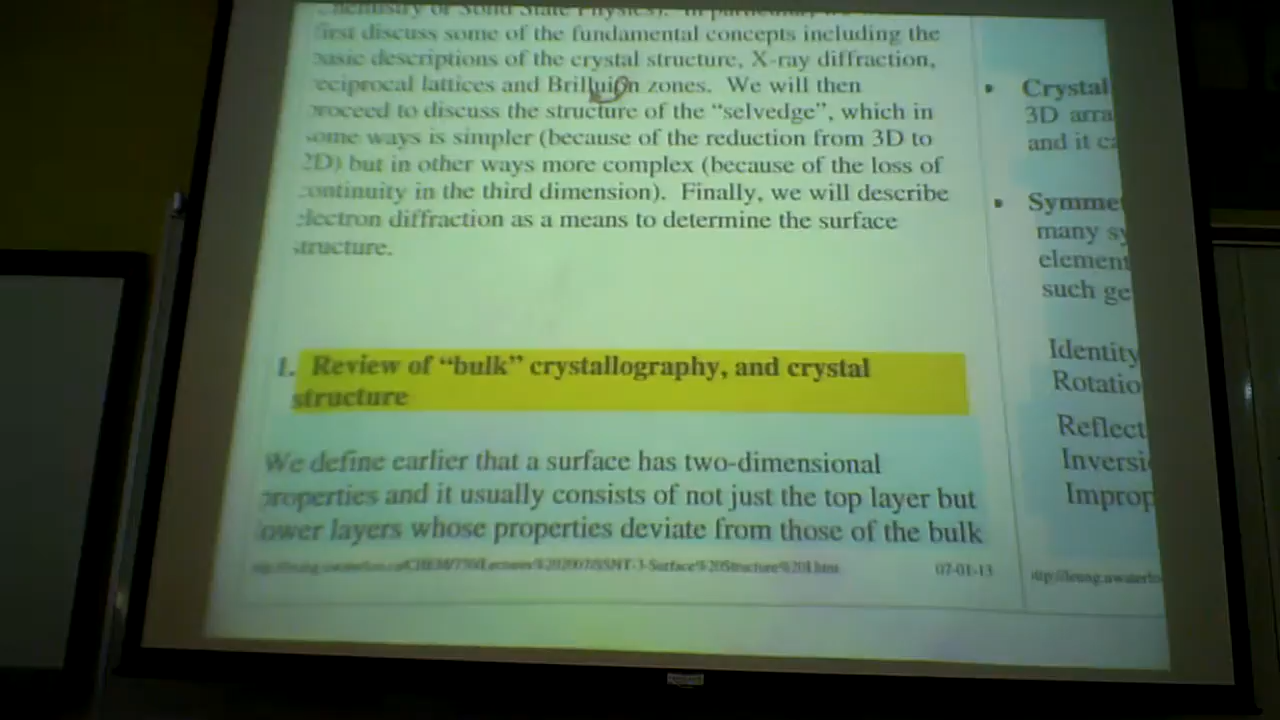 first discuss some of the fundamental concepts including the
basic descriptions of the crystal structure, X-ray diffraction,
reciprocal lattices and Brilluion zones. We will then
proceed to discuss the structure of the “selvedge”, which in
some ways is simpler (because of the reduction from 3D to
2D) but in other ways more complex (because of the loss of
continuity in the third dimension). Finally, we will describe
electron diffraction as a means to determine the surface
structure.
1. Review of “bulk” crystallography, and crystal
structure
We define earlier that a surface has two-dimensional
properties and it usually consists of not just the top layer but
lower layers whose properties deviate from those of the bulk
07-01-13
Crystal
3D arra
and it ca
Symmet
many sy
element
such ge
Identity
Rotatio
Reflect
Inversi
Improp